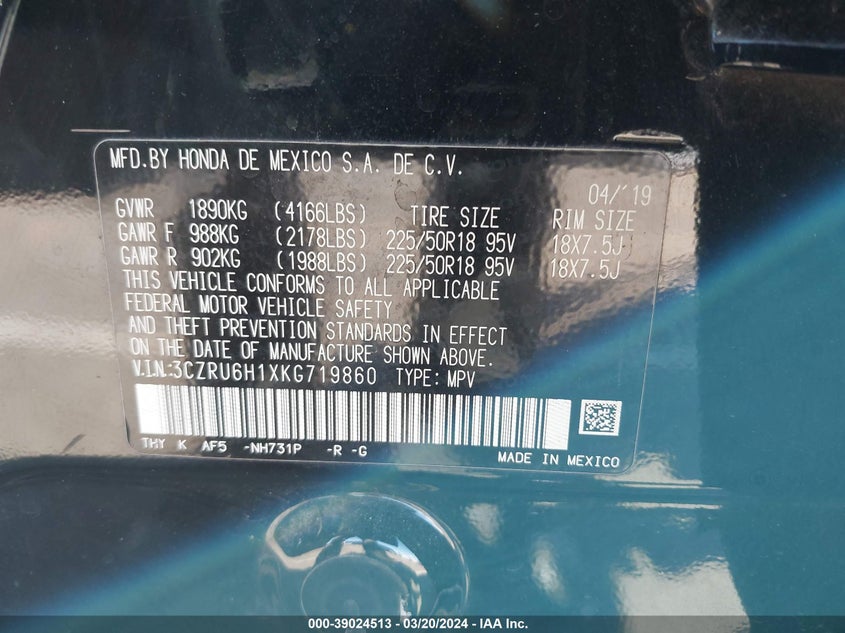 MFD.BY HONDA DE MEXICO S.A. DE C.V.
04/'19
GVWR 1890KG (4166LBS) TIRE SIZE RIM SIZE
GAWR F 988KG (2178LBS) 225/50R18 95V 18X7.5J
GAWR R 902KG (1988LBS) 225/50R18 95V 18X7.5J
THIS VEHICLE CONFORMS TO ALL APPLICABLE
FEDERAL MOTOR VEHICLE SAFETY
AND THEFT PREVENTION STANDARDS IN EFFECT
ON THE DATE OF MANUFACTURE SHOWN ABOVE.
V.I.N.:3CZRU6H1XKG719860 TYPE: MPV
THY K AF5 -NH731P -R -G
MADE IN MEXICO
000-39024513 - 03/20/2024 - IAA Inc.